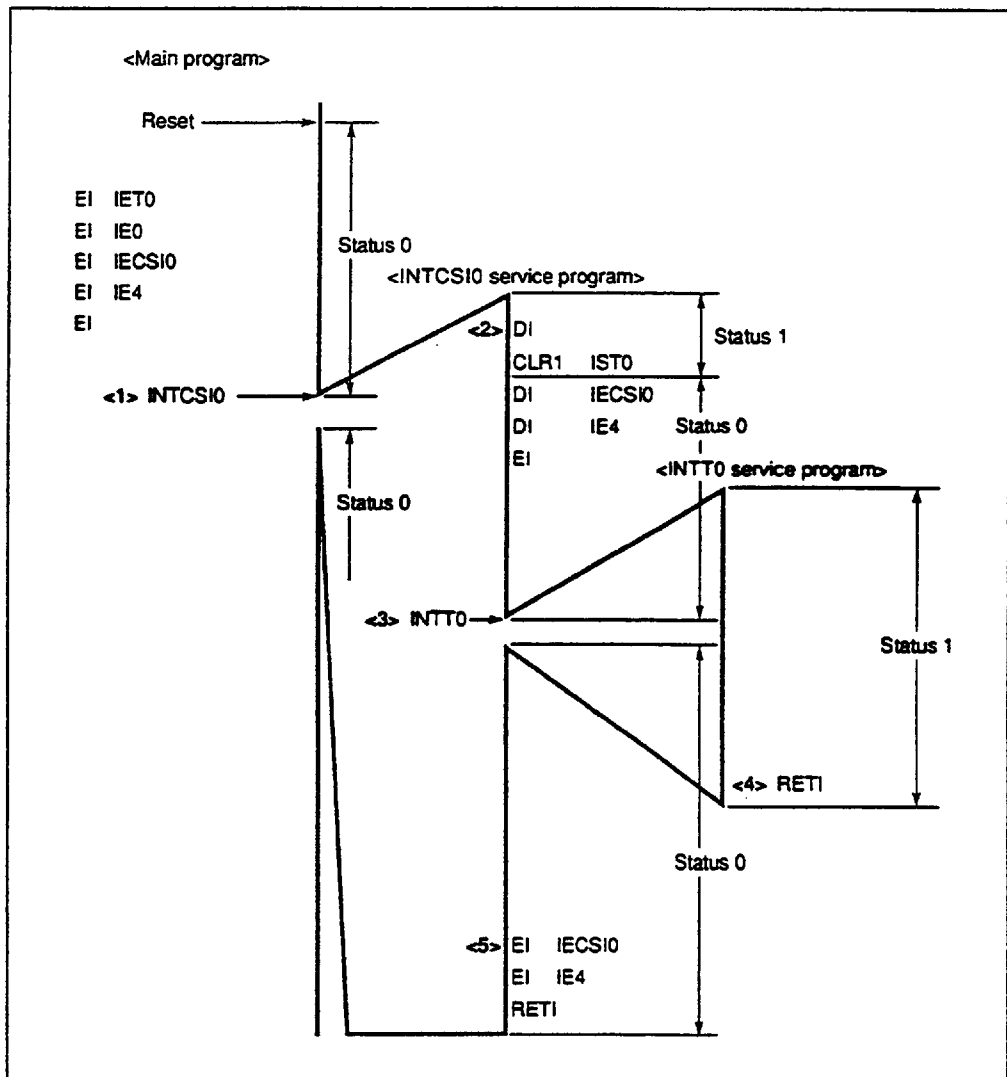 <Main program>
Reset
EI IET0
EI IE0
EI IECSI0
EI IE4
EI
Status 0
<INTCSI0 service program>
<1> INTCSI0
<2> DI
CLR1 IST0
DI IECSI0
DI IE4
EI
Status 1
Status 0
<INTT0 service program>
Status 0
<3> INTT0
Status 1
<4> RETI
Status 0
<5> EI IECSI0
EI IE4
RETI